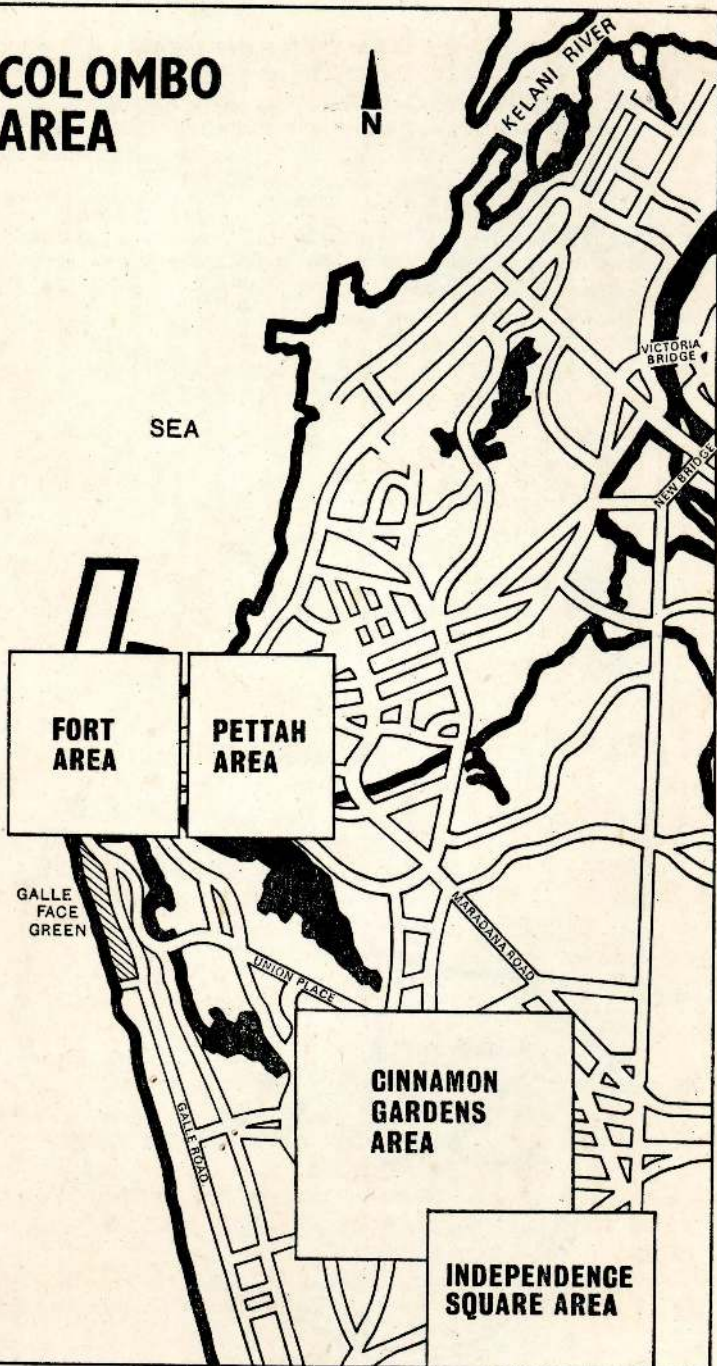 COLOMBO
AREA
N
KELANI RIVER
VICTORIA
BRIDGE
SEA
NEW BRIDGE
FORT
AREA
PETTAH
AREA
GALLE
FACE
GREEN
MARADANA ROAD
UNION PLACE
CINNAMON
GARDENS
AREA
GALLE ROAD
INDEPENDENCE
SQUARE AREA